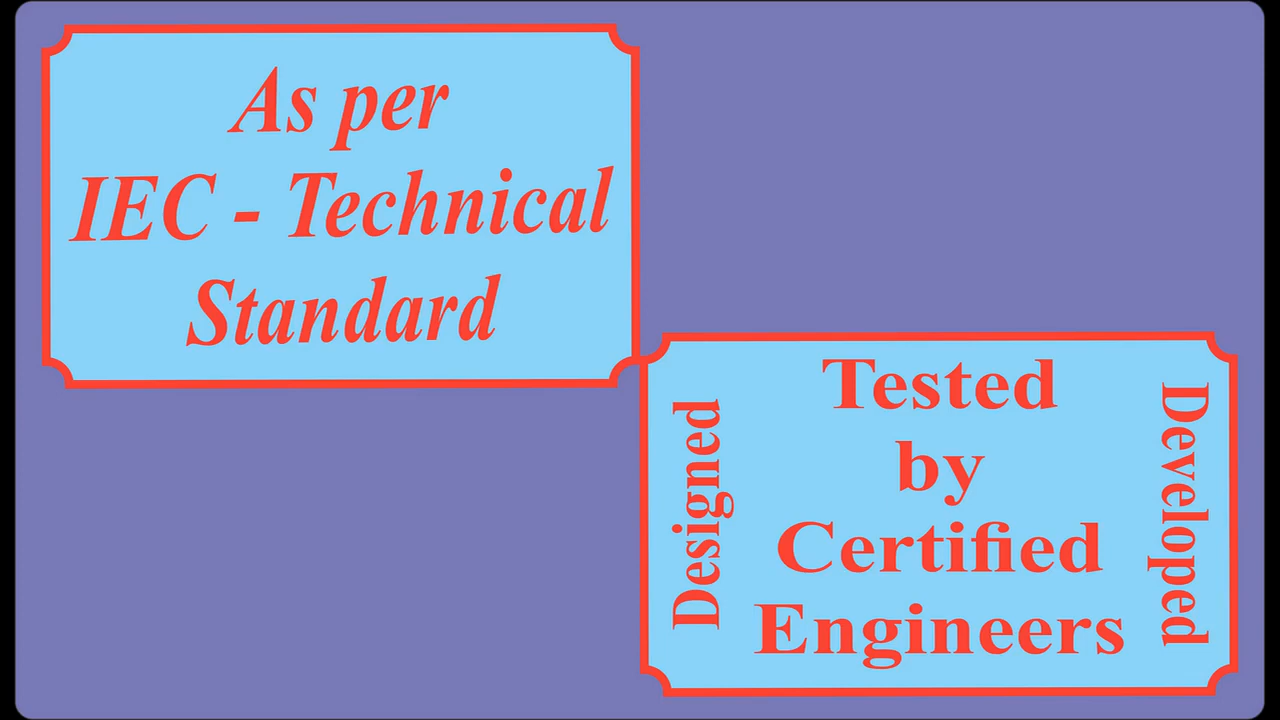 As per
IEC - Technical
Standard
Designed
Tested
by
Certified
Engineers
Developed